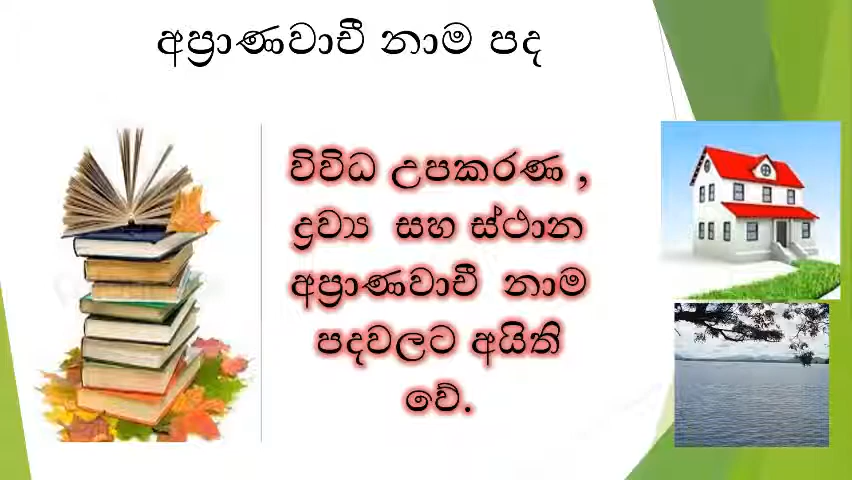 අප්‍රාණවාචී නාම පද
විවිධ උපකරණ ,
ද්‍රව්‍ය සහ ස්ථාන
අප්‍රාණවාචී නාම
පදවලට අයිති
වේ.